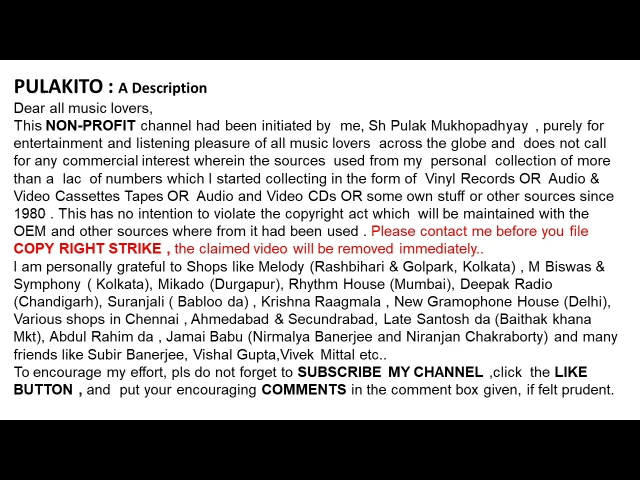 PULAKITO : A Description
Dear all music lovers,
This NON-PROFIT channel had been initiated by me, Sh Pulak Mukhopadhyay , purely for
entertainment and listening pleasure of all music lovers across the globe and does not call
for any commercial interest wherein the sources used from my personal collection of more
than a lac of numbers which I started collecting in the form of Vinyl Records OR Audio &
Video Cassettes Tapes OR Audio and Video CDs OR some own stuff or other sources since
1980 . This has no intention to violate the copyright act which will be maintained with the
OEM and other sources where from it had been used . Please contact me before you file
COPY RIGHT STRIKE , the claimed video will be removed immediately..
I am personally grateful to Shops like Melody (Rashbihari & Golpark, Kolkata) , M Biswas &
Symphony ( Kolkata), Mikado (Durgapur), Rhythm House (Mumbai), Deepak Radio
(Chandigarh), Suranjali ( Babloo da) , Krishna Raagmala , New Gramophone House (Delhi),
Various shops in Chennai , Ahmedabad & Secundrabad, Late Santosh da (Baithak khana
Mkt), Abdul Rahim da , Jamai Babu (Nirmalya Banerjee and Niranjan Chakraborty) and many
friends like Subir Banerjee, Vishal Gupta,Vivek Mittal etc..
To encourage my effort, pls do not forget to SUBSCRIBE MY CHANNEL ,click the LIKE
BUTTON , and put your encouraging COMMENTS in the comment box given, if felt prudent.